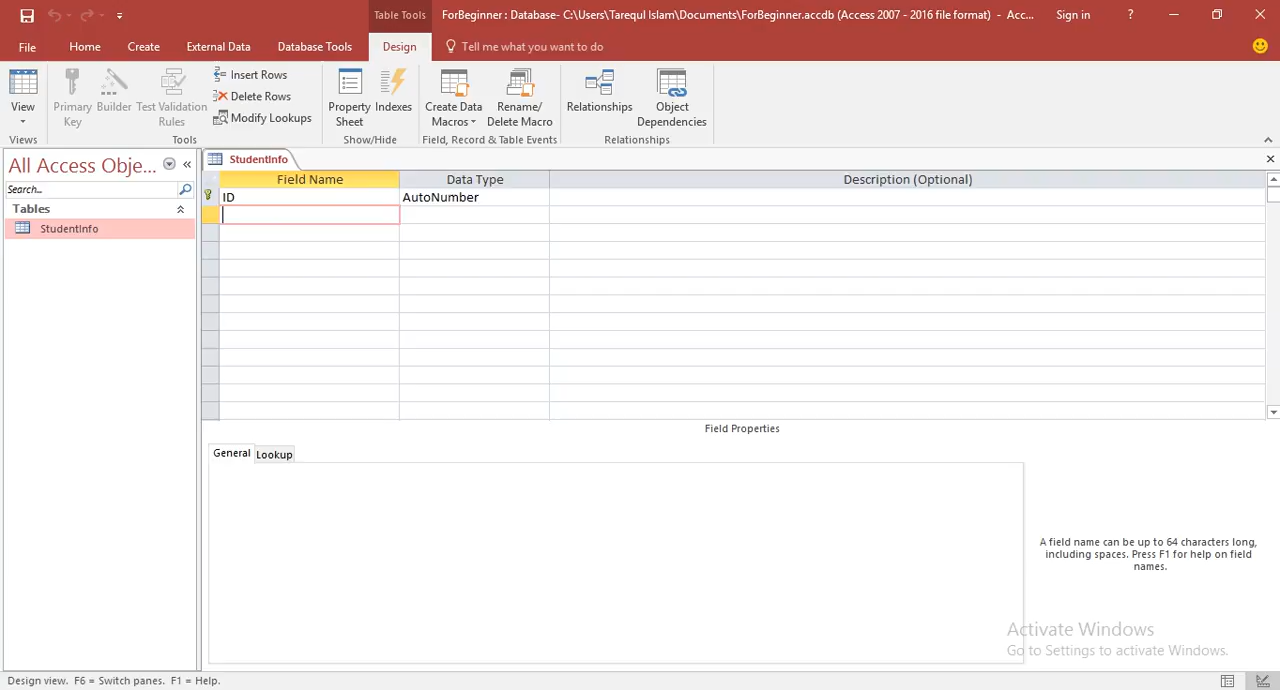 Table Tools
ForBeginner : Database- C:\Users\Tarequl Islam\Documents\ForBeginner.accdb (Access 2007 - 2016 file format) - Acc...
Sign in
?
File
Home
Create
External Data
Database Tools
Design
Tell me what you want to do
View
Primary Key
Builder
Test Validation Rules
Insert Rows
Delete Rows
Modify Lookups
Property Sheet
Indexes
Create Data Macros
Rename/ Delete Macro
Relationships
Object Dependencies
Views
Tools
Show/Hide
Field, Record & Table Events
Relationships
All Access Obje...
Search...
Tables
StudentInfo
StudentInfo
Field Name
Data Type
Description (Optional)
ID
AutoNumber
Field Properties
General
Lookup
A field name can be up to 64 characters long,
including spaces. Press F1 for help on field
names.
Activate Windows
Go to Settings to activate Windows.
Design view. F6 = Switch panes. F1 = Help.